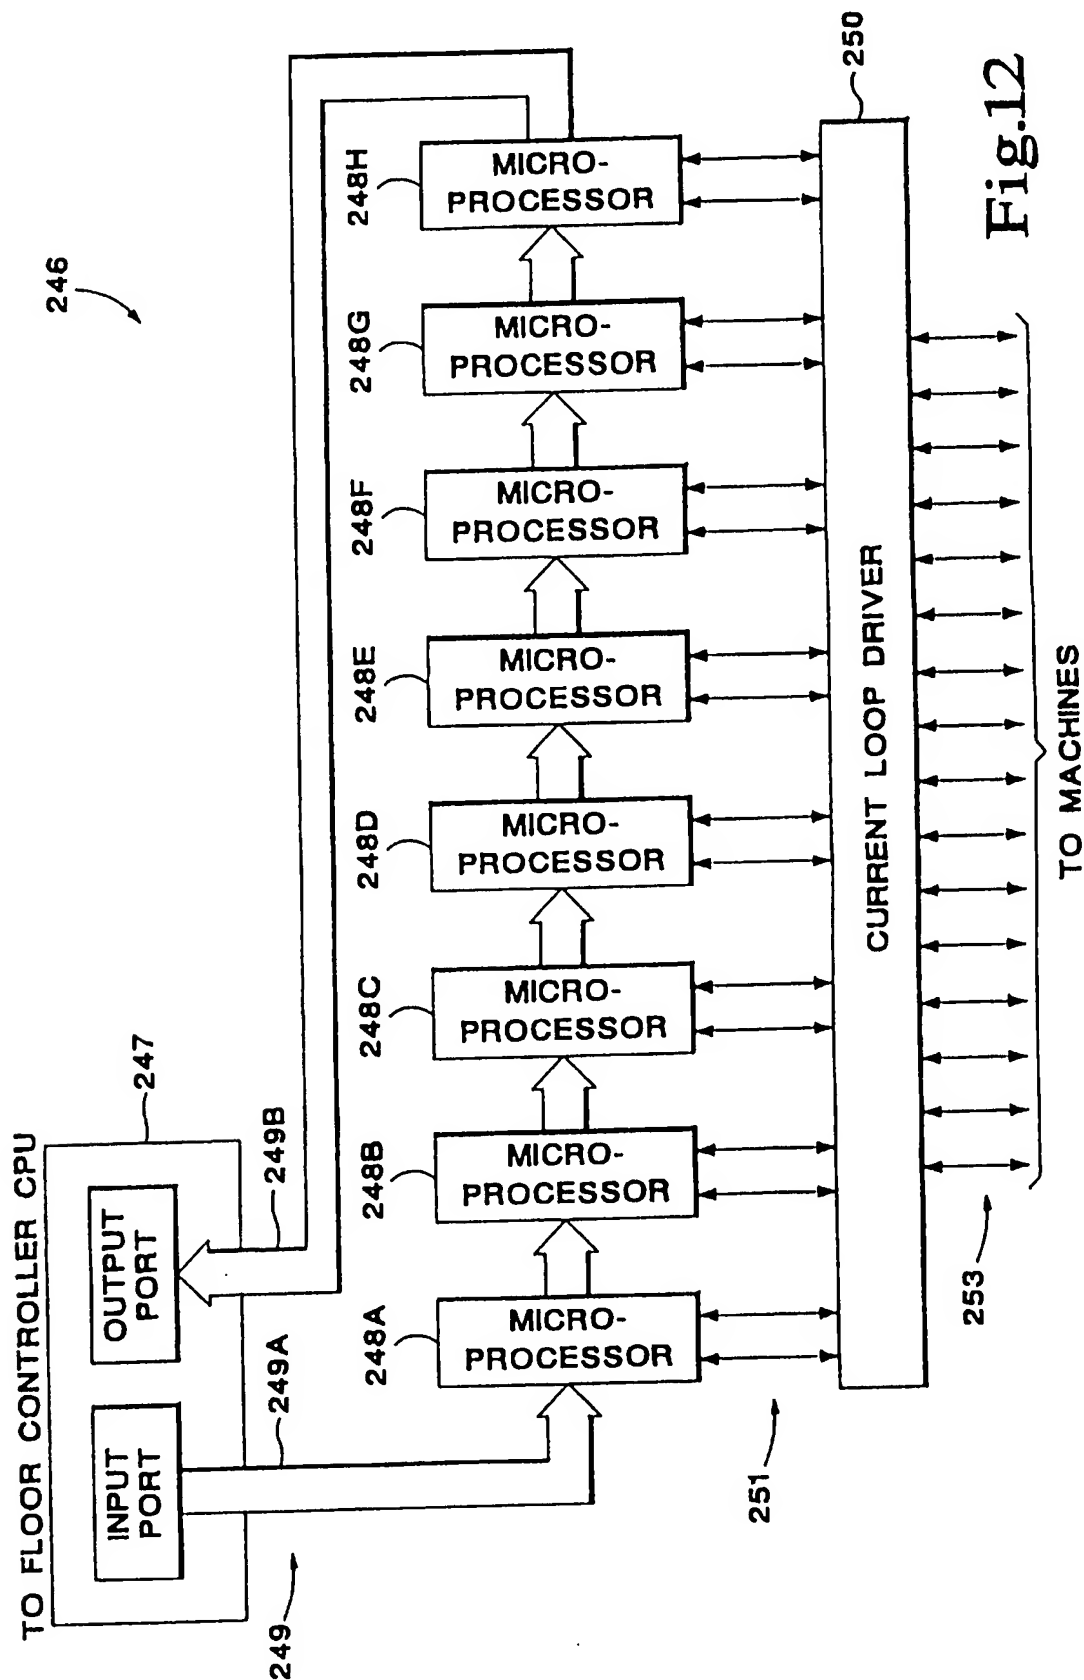 246
TO FLOOR CONTROLLER CPU
247
INPUT
PORT
OUTPUT
PORT
249
249A
249B
248A
248B
248C
248D
248E
248F
248G
248H
MICRO-
PROCESSOR
MICRO-
PROCESSOR
MICRO-
PROCESSOR
MICRO-
PROCESSOR
MICRO-
PROCESSOR
MICRO-
PROCESSOR
MICRO-
PROCESSOR
MICRO-
PROCESSOR
251
CURRENT LOOP DRIVER
250
253
TO MACHINES
Fig.12